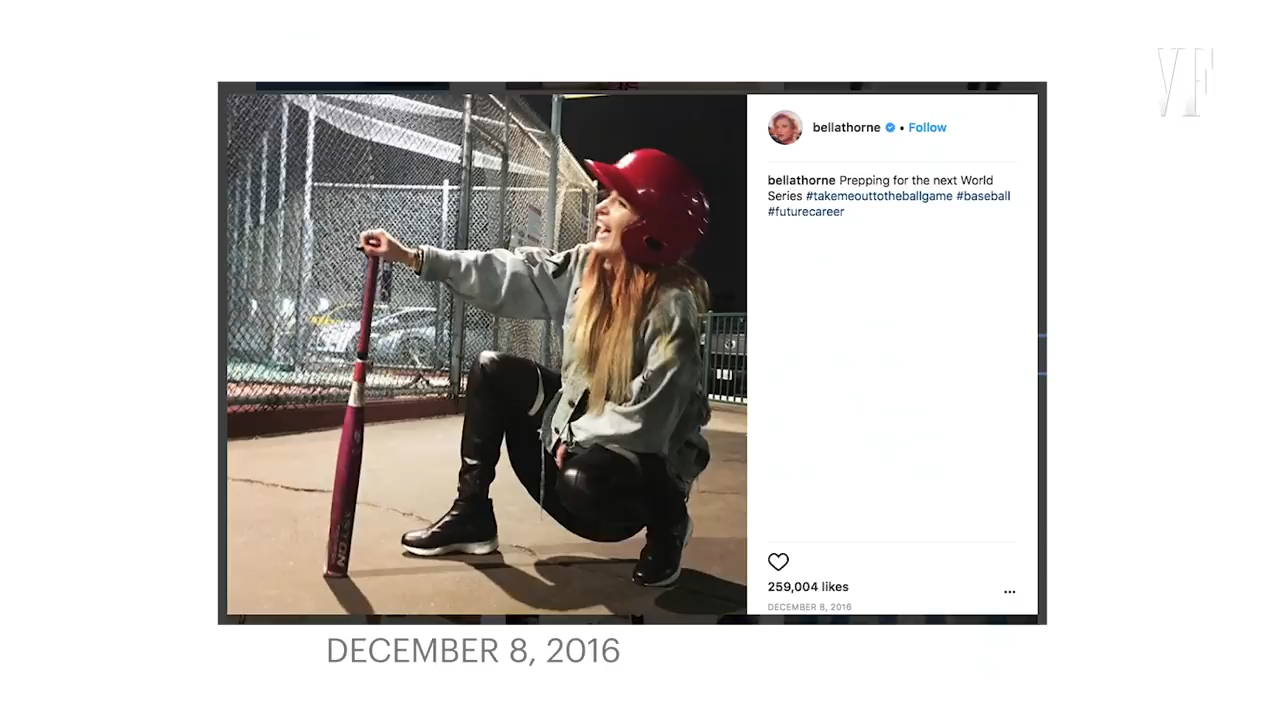 VF
bellathorne • Follow
bellathorne Prepping for the next World
Series #takemeouttotheballgame #baseball
#futurecareer
EASTON
259,004 likes
DECEMBER 8, 2016
DECEMBER 8, 2016